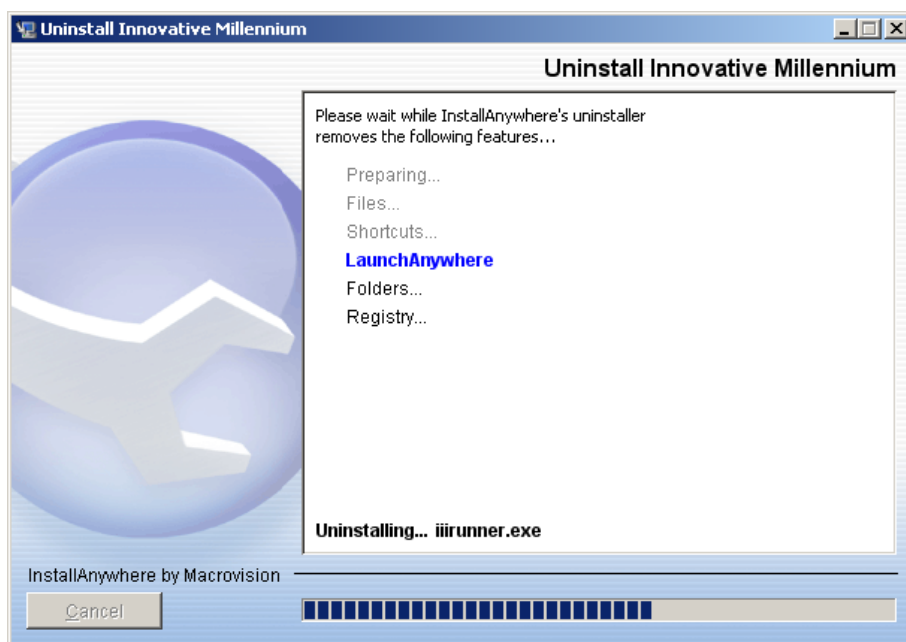 Uninstall Innovative Millennium
Uninstall Innovative Millennium
Please wait while InstallAnywhere's uninstaller
removes the following features...
Preparing...
Files...
Shortcuts...
LaunchAnywhere
Folders...
Registry...
Uninstalling... iiirunner.exe
InstallAnywhere by Macrovision
Cancel